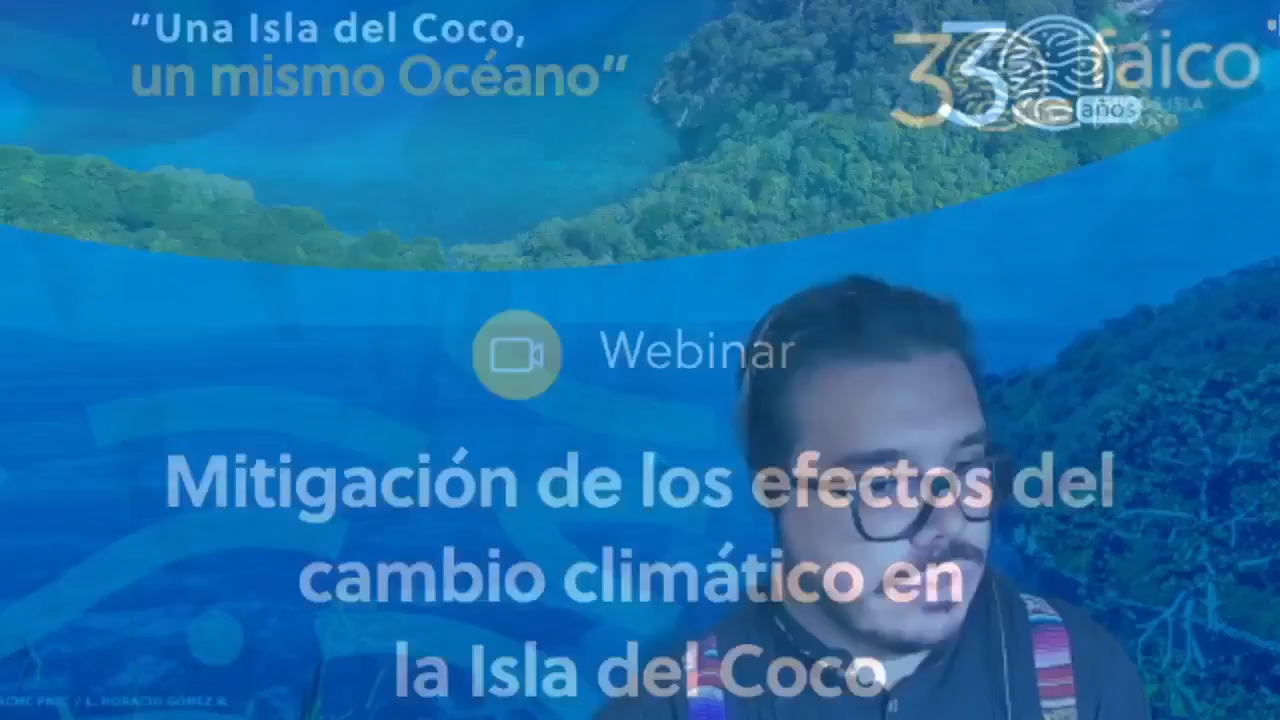 “Una Isla del Coco,
un mismo Océano”
30
años
faico
Webinar
Mitigación de los efectos del
cambio climático en
la Isla del Coco